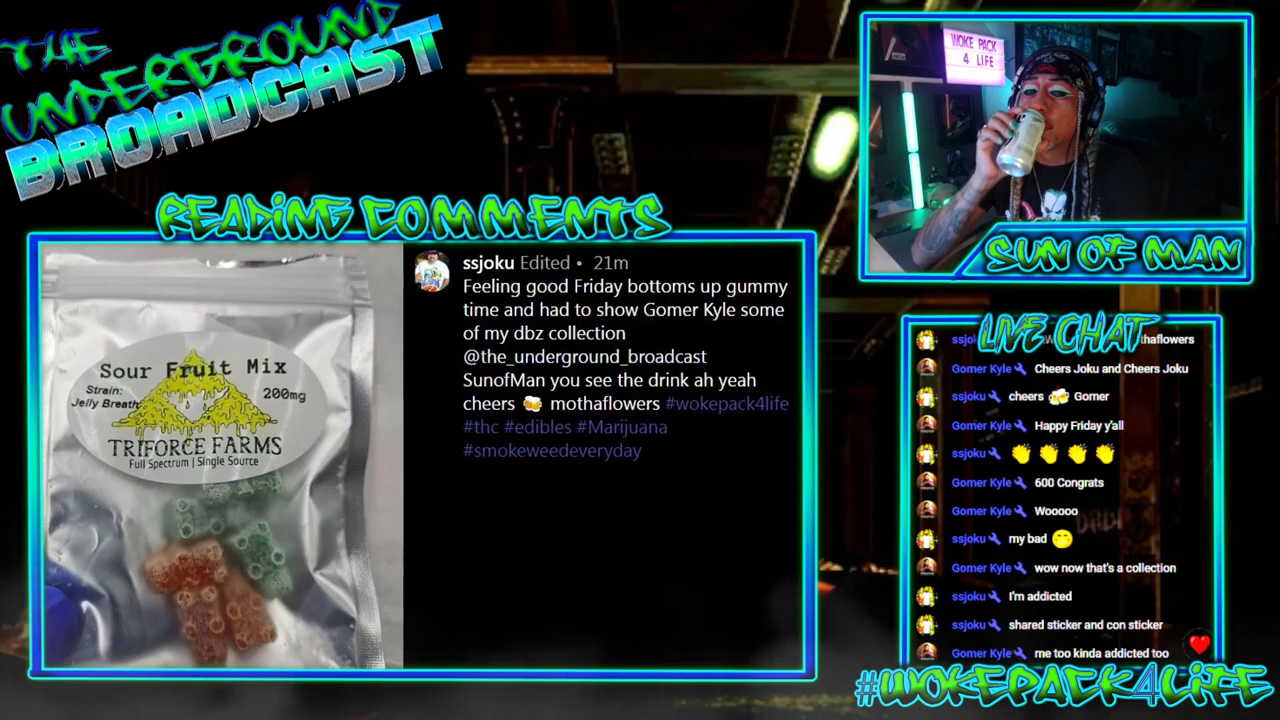 THE
UNDERGROUND
BROADCAST
WOKE PACK
4 LIFE
SUN OF MAN
READING COMMENTS
Sour Fruit Mix
Strain:
Jelly Breath
200mg
TRIFORCE FARMS
Full Spectrum | Single Source
ssjoku Edited • 21m
Feeling good Friday bottoms up gummy
time and had to show Gomer Kyle some
of my dbz collection
@the_underground_broadcast
SunofMan you see the drink ah yeah
cheers 🍻 mothaflowers #wokepack4life
#thc #edibles #Marijuana
#smokeweedeveryday
LIVE CHAT
thaflowers
Gomer Kyle Cheers Joku and Cheers Joku
ssjoku cheers 🍻 Gomer
Gomer Kyle Happy Friday y'all
ssjoku 👏 👏 👏 👏
Gomer Kyle 600 Congrats
Gomer Kyle Wooooo
ssjoku my bad 🤭
Gomer Kyle wow now that's a collection
ssjoku I'm addicted
ssjoku shared sticker and con sticker
Gomer Kyle me too kinda addicted too
#WOKEPACK4LIFE